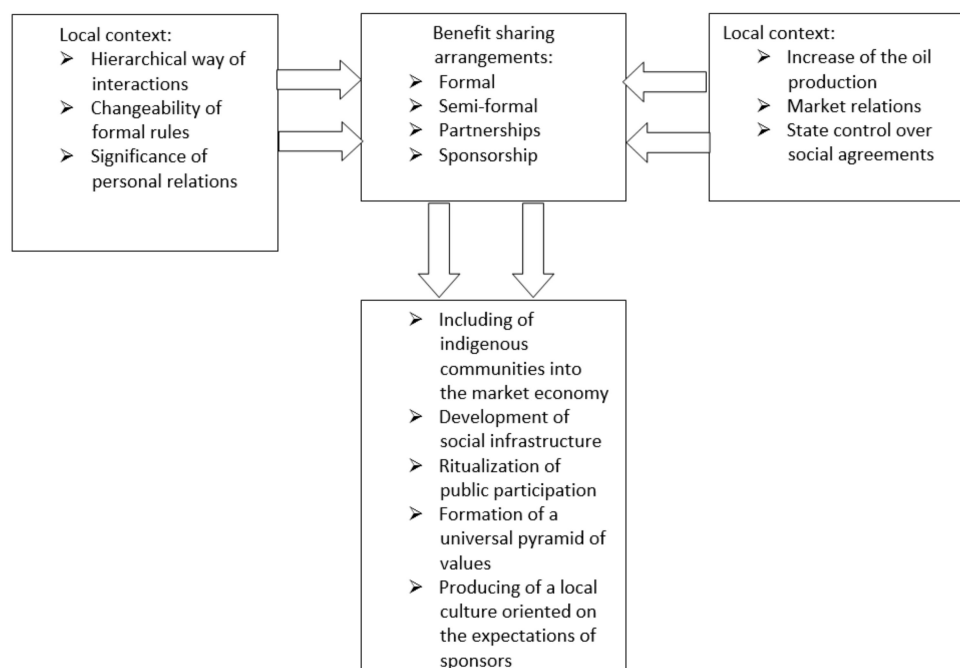 Local context:
➢ Hierarchical way of
interactions
➢ Changeability of
formal rules
➢ Significance of
personal relations
Benefit sharing
arrangements:
➢ Formal
➢ Semi-formal
➢ Partnerships
➢ Sponsorship
Local context:
➢ Increase of the oil
production
➢ Market relations
➢ State control over
social agreements
➢ Including of
indigenous
communities into
the market economy
➢ Development of
social infrastructure
➢ Ritualization of
public participation
➢ Formation of a
universal pyramid of
values
➢ Producing of a local
culture oriented on
the expectations of
sponsors